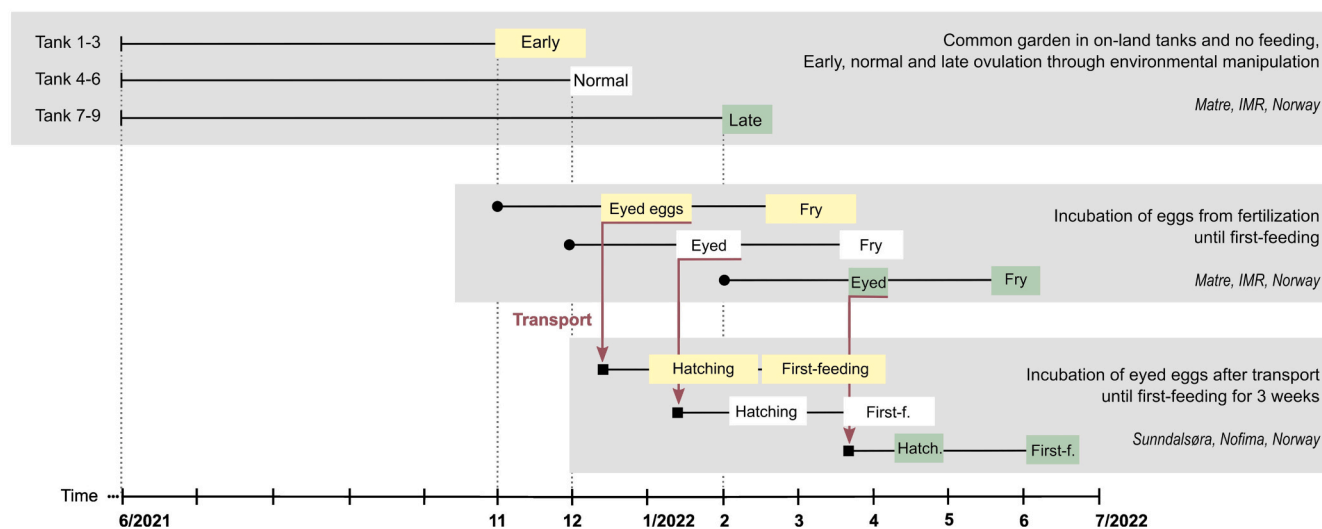 Tank 1-3
Early
Tank 4-6
Normal
Tank 7-9
Late
Common garden in on-land tanks and no feeding,
Early, normal and late ovulation through environmental manipulation
Matre, IMR, Norway
Eyed eggs
Fry
Eyed
Fry
Eyed
Fry
Incubation of eggs from fertilization
until first-feeding
Matre, IMR, Norway
Transport
Hatching
First-feeding
Hatching
First-f.
Hatch.
First-f.
Incubation of eyed eggs after transport
until first-feeding for 3 weeks
Sunndalsøra, Nofima, Norway
Time
6/2021 11 12 1/2022 2 3 4 5 6 7/2022